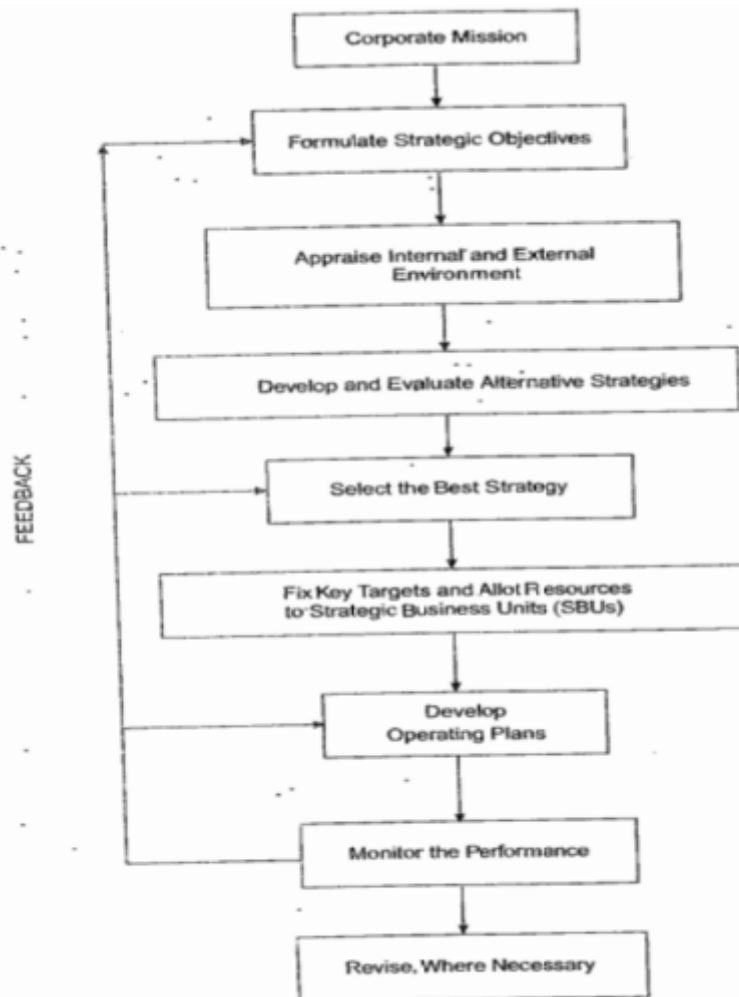 Corporate Mission
Formulate Strategic Objectives
Appraise Internal and External
Environment
Develop and Evaluate Alternative Strategies
Select the Best Strategy
FEEDBACK
Fix Key Targets and Allot Resources
to Strategic Business Units (SBUs)
Develop
Operating Plans
Monitor the Performance
Revise, Where Necessary